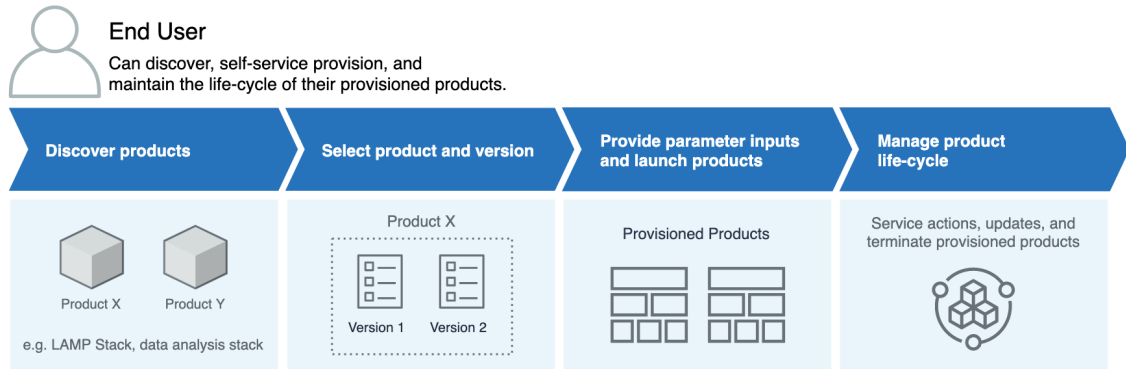 End User
Can discover, self-service provision, and
maintain the life-cycle of their provisioned products.
Discover products
Select product and version
Provide parameter inputs
and launch products
Manage product
life-cycle
Product X
Product Y
e.g. LAMP Stack, data analysis stack
Product X
Version 1
Version 2
Provisioned Products
Service actions, updates, and
terminate provisioned products